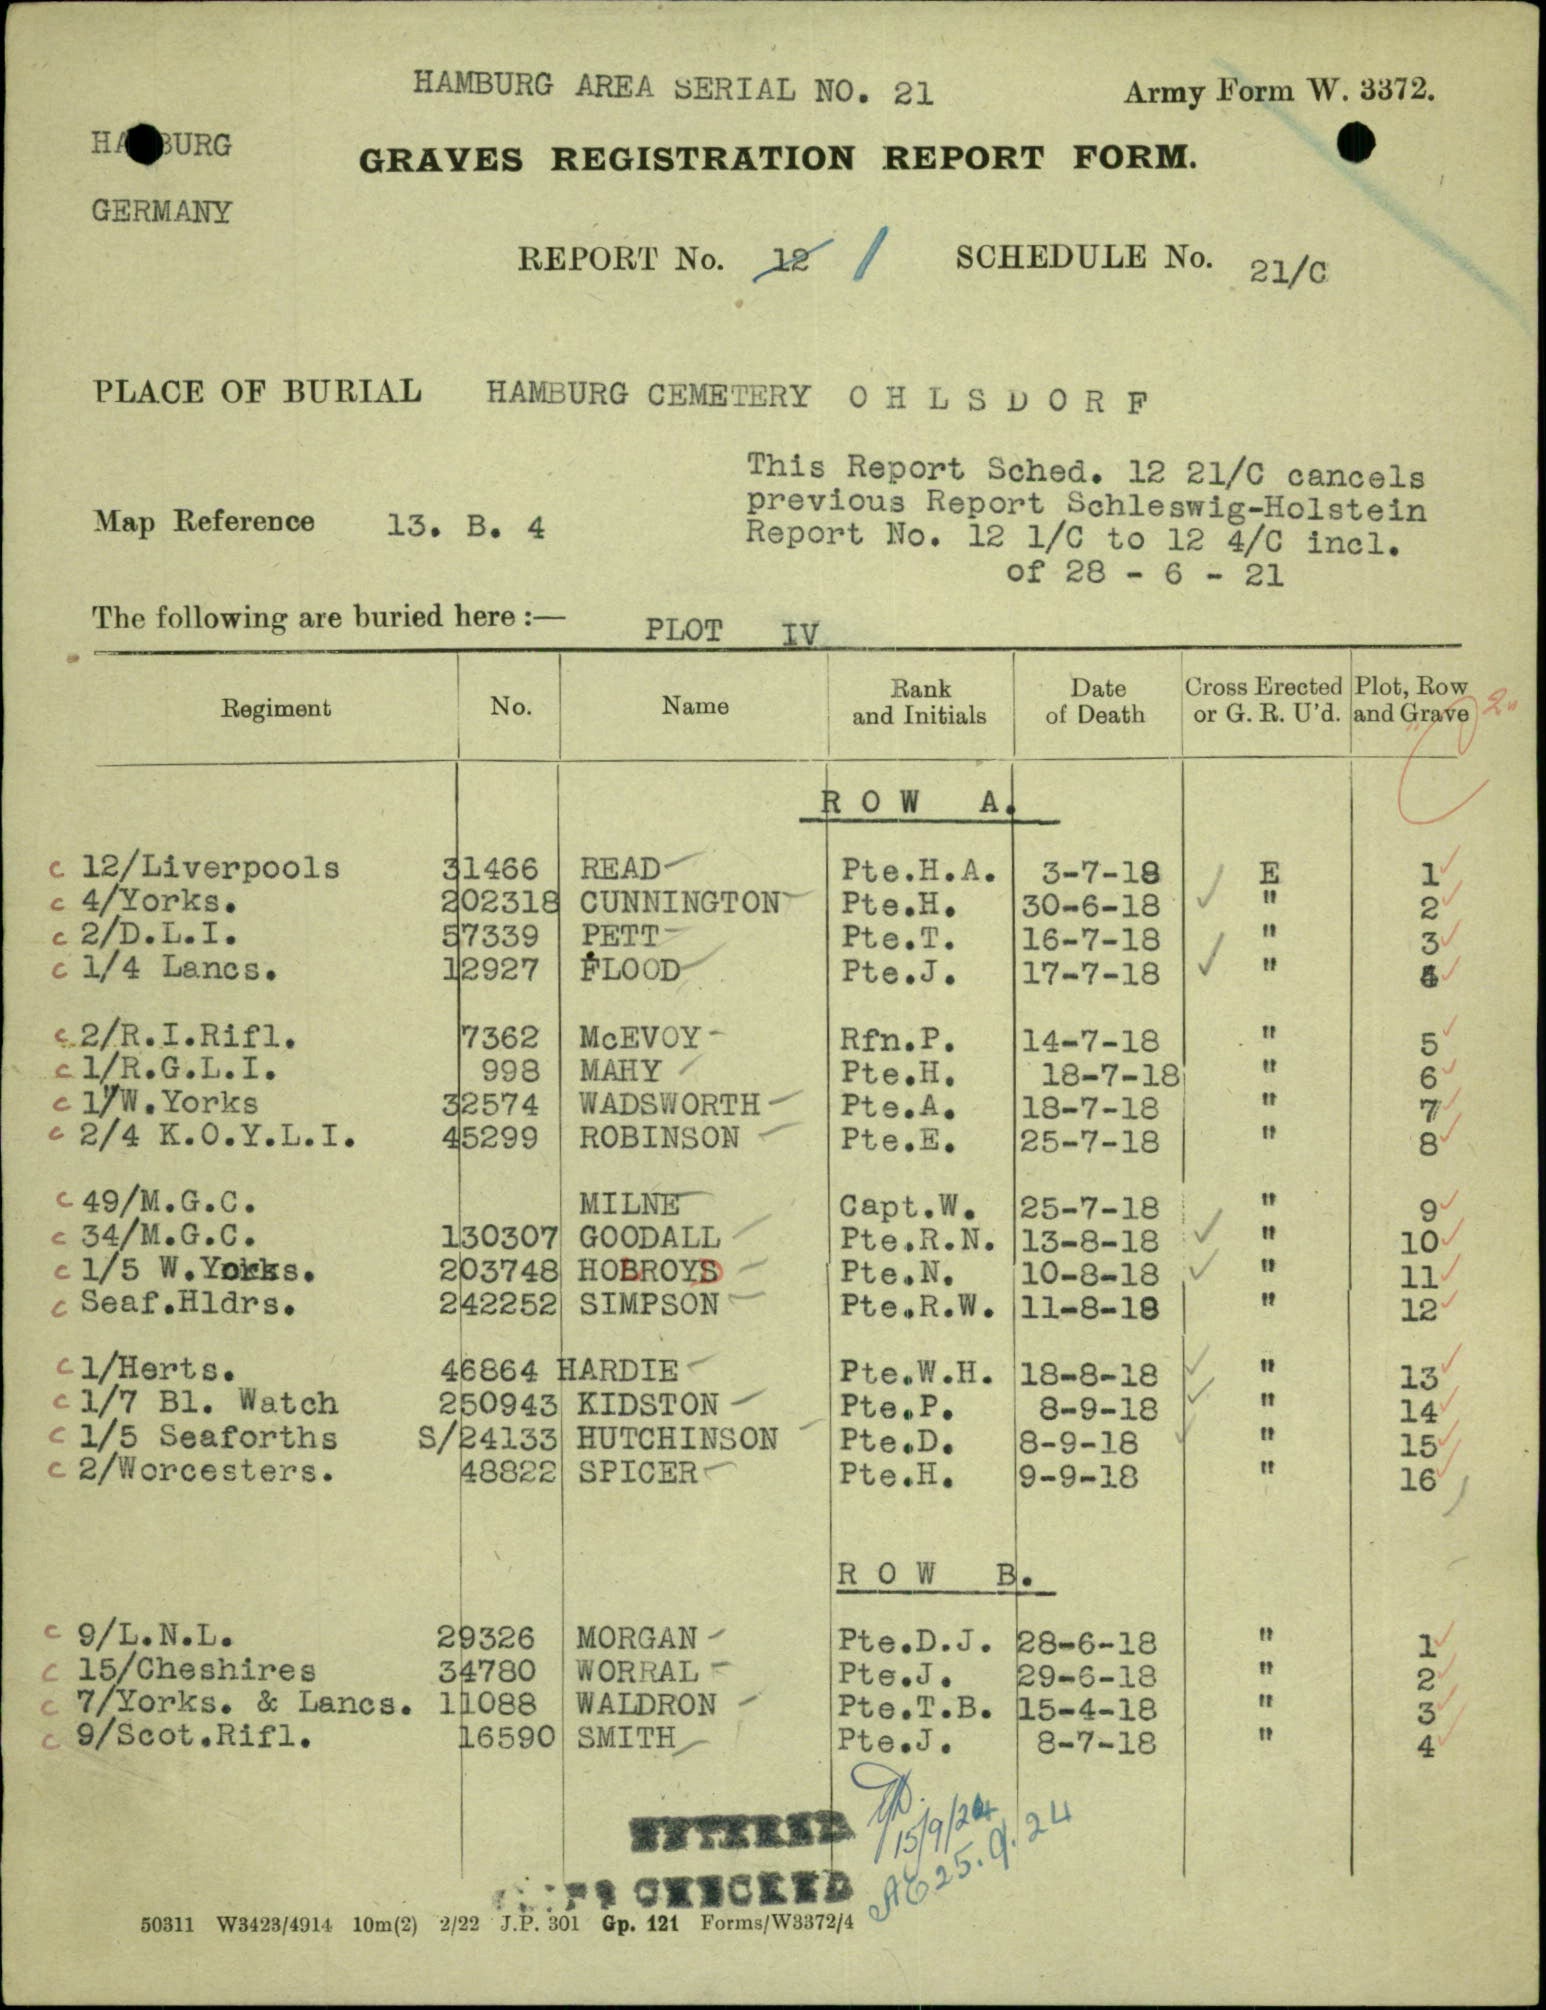 HAMBURG AREA SERIAL NO. 21
Army Form W. 3372.
HAMBURG
GRAVES REGISTRATION REPORT FORM.
GERMANY
REPORT No. 12 1 SCHEDULE No. 21/C
PLACE OF BURIAL HAMBURG CEMETERY O H L S D O R F
This Report Sched. 12 21/C cancels
previous Report Schleswig-Holstein
Map Reference 13. B. 4
Report No. 12 1/C to 12 4/C incl.
of 28 - 6 - 21
The following are buried here :— PLOT IV
Regiment No. Name Rank and Initials Date of Death Cross Erected or G. R. U'd. Plot, Row and Grave
"2"
R O W A.
c 12/Liverpools 31466 READ Pte.H.A. 3-7-18 E 1
c 4/Yorks. 202318 CUNNINGTON Pte.H. 30-6-18 " 2
c 2/D.L.I. 57339 PETT Pte.T. 16-7-18 " 3
c 1/4 Lancs. 12927 FLOOD Pte.J. 17-7-18 " 4
c 2/R.I.Rifl. 7362 McEVOY Rfn.P. 14-7-18 " 5
c 1/R.G.L.I. 998 MAHY Pte.H. 18-7-18 " 6
c 1/W.Yorks 32574 WADSWORTH Pte.A. 18-7-18 " 7
c 2/4 K.O.Y.L.I. 45299 ROBINSON Pte.E. 25-7-18 " 8
c 49/M.G.C. MILNE Capt.W. 25-7-18 " 9
c 34/M.G.C. 130307 GOODALL Pte.R.N. 13-8-18 " 10
c 1/5 W.Yorks. 203748 HOBROYS Pte.N. 10-8-18 " 11
c Seaf.Hldrs. 242252 SIMPSON Pte.R.W. 11-8-18 " 12
c 1/Herts. 46864 HARDIE Pte.W.H. 18-8-18 " 13
c 1/7 Bl. Watch 250943 KIDSTON Pte.P. 8-9-18 " 14
c 1/5 Seaforths S/24133 HUTCHINSON Pte.D. 8-9-18 " 15
c 2/Worcesters. 48822 SPICER Pte.H. 9-9-18 " 16
R O W B.
c 9/L.N.L. 29326 MORGAN Pte.D.J. 28-6-18 " 1
c 15/Cheshires 34780 WORRAL Pte.J. 29-6-18 " 2
c 7/Yorks. & Lancs. 11088 WALDRON Pte.T.B. 15-4-18 " 3
c 9/Scot.Rifl. 16590 SMITH Pte.J. 8-7-18 " 4
ENTERED 15/9/24
CHECKED 25.9.24
50311 W3423/4914 10m(2) 2/22 J.P. 301 Gp. 121 Forms/W3372/4